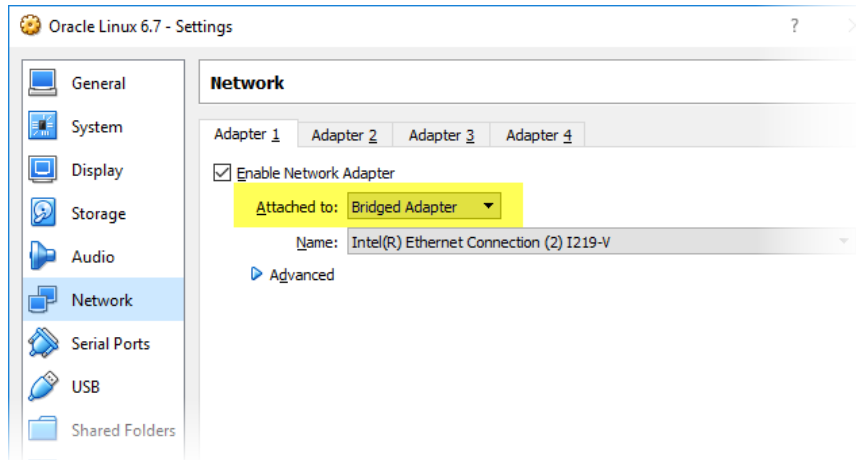 Oracle Linux 6.7 - Settings ?
General
System
Display
Storage
Audio
Network
Serial Ports
USB
Shared Folders
Network
Adapter 1 Adapter 2 Adapter 3 Adapter 4
Enable Network Adapter
Attached to: Bridged Adapter
Name: Intel(R) Ethernet Connection (2) I219-V
Advanced